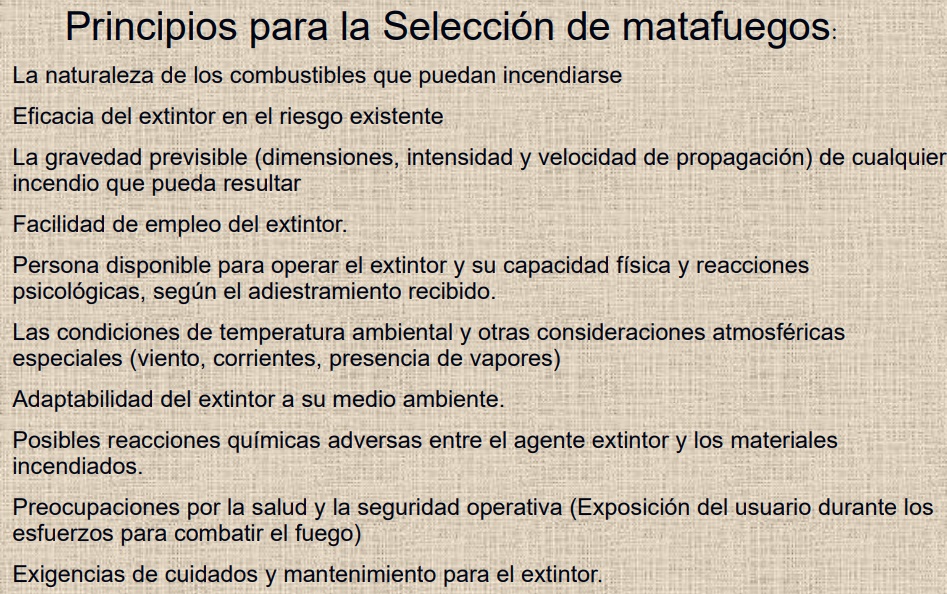 Principios para la Selección de matafuegos:
La naturaleza de los combustibles que puedan incendiarse
Eficacia del extintor en el riesgo existente
La gravedad previsible (dimensiones, intensidad y velocidad de propagación) de cualquier
incendio que pueda resultar
Facilidad de empleo del extintor.
Persona disponible para operar el extintor y su capacidad física y reacciones
psicológicas, según el adiestramiento recibido.
Las condiciones de temperatura ambiental y otras consideraciones atmosféricas
especiales (viento, corrientes, presencia de vapores)
Adaptabilidad del extintor a su medio ambiente.
Posibles reacciones químicas adversas entre el agente extintor y los materiales
incendiados.
Preocupaciones por la salud y la seguridad operativa (Exposición del usuario durante los
esfuerzos para combatir el fuego)
Exigencias de cuidados y mantenimiento para el extintor.